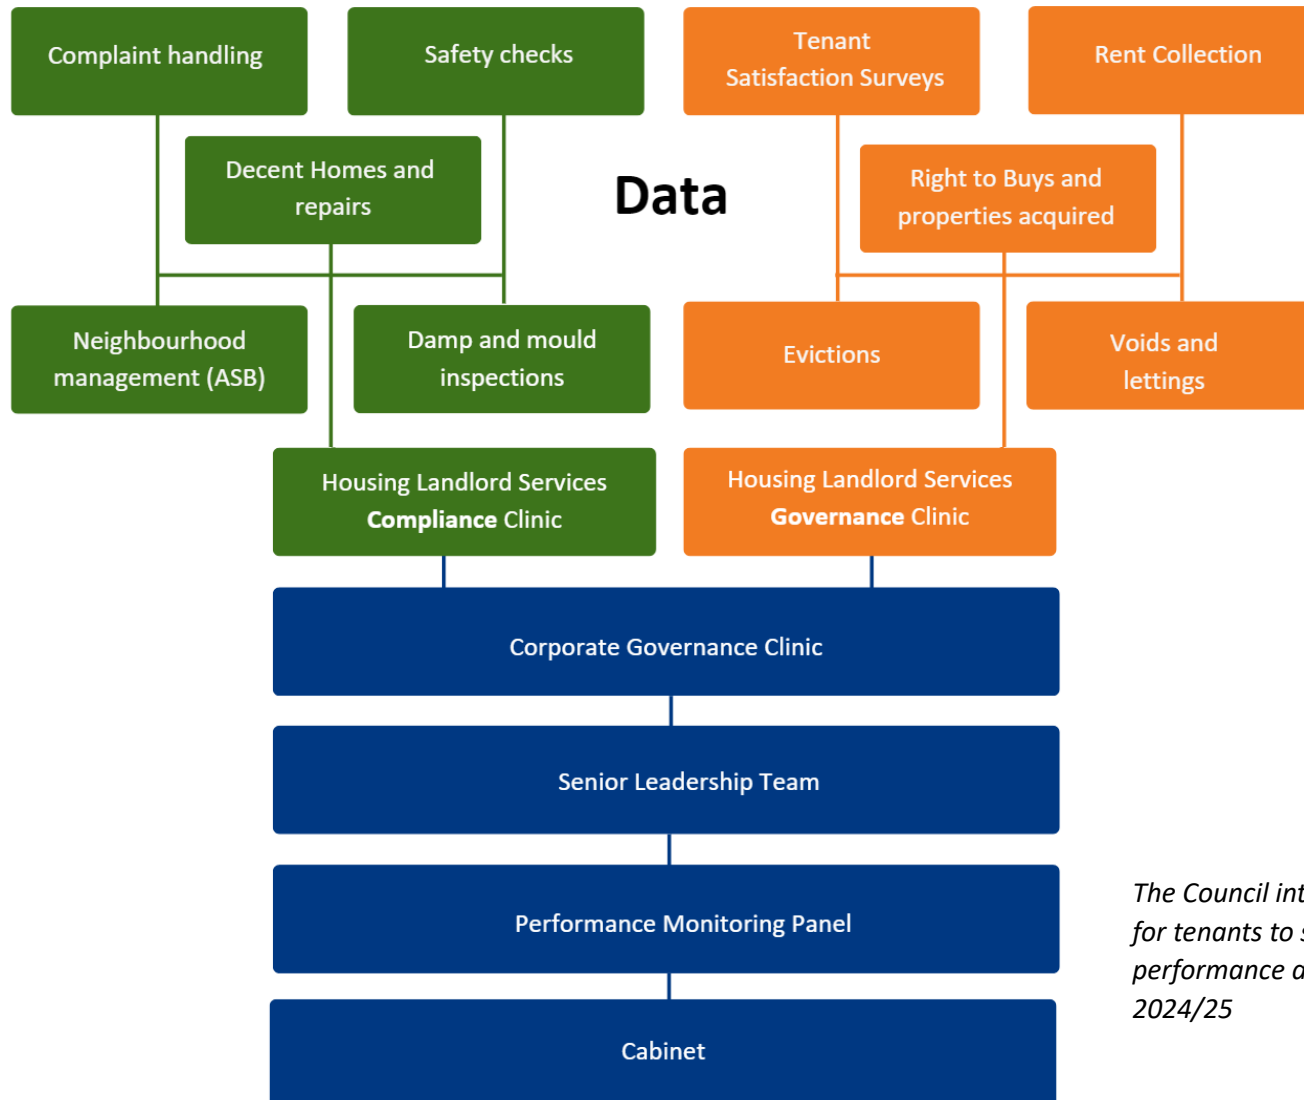 Complaint handling
Safety checks
Tenant
Satisfaction Surveys
Rent Collection
Decent Homes and
repairs
Data
Right to Buys and
properties acquired
Neighbourhood
management (ASB)
Damp and mould
inspections
Evictions
Voids and
lettings
Housing Landlord Services
Compliance Clinic
Housing Landlord Services
Governance Clinic
Corporate Governance Clinic
Senior Leadership Team
Performance Monitoring Panel
Cabinet
The Council
for tenants to
performance
2024/25